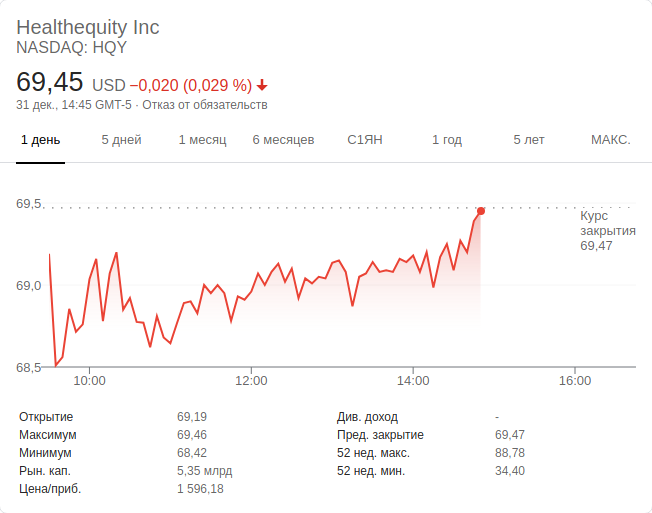 Healthequity Inc
NASDAQ: HQY
69,45 USD −0,020 (0,029 %)
31 дек., 14:45 GMT-5 · Отказ от обязательств
1 день 5 дней 1 месяц 6 месяцев С1ЯН 1 год 5 лет МАКС.
69,5
69,0
68,5
Курс
закрытия
69,47
10:00 12:00 14:00 16:00
Открытие 69,19 Див. доход -
Максимум 69,46 Пред. закрытие 69,47
Минимум 68,42 52 нед. макс. 88,78
Рын. кап. 5,35 млрд 52 нед. мин. 34,40
Цена/приб. 1 596,18